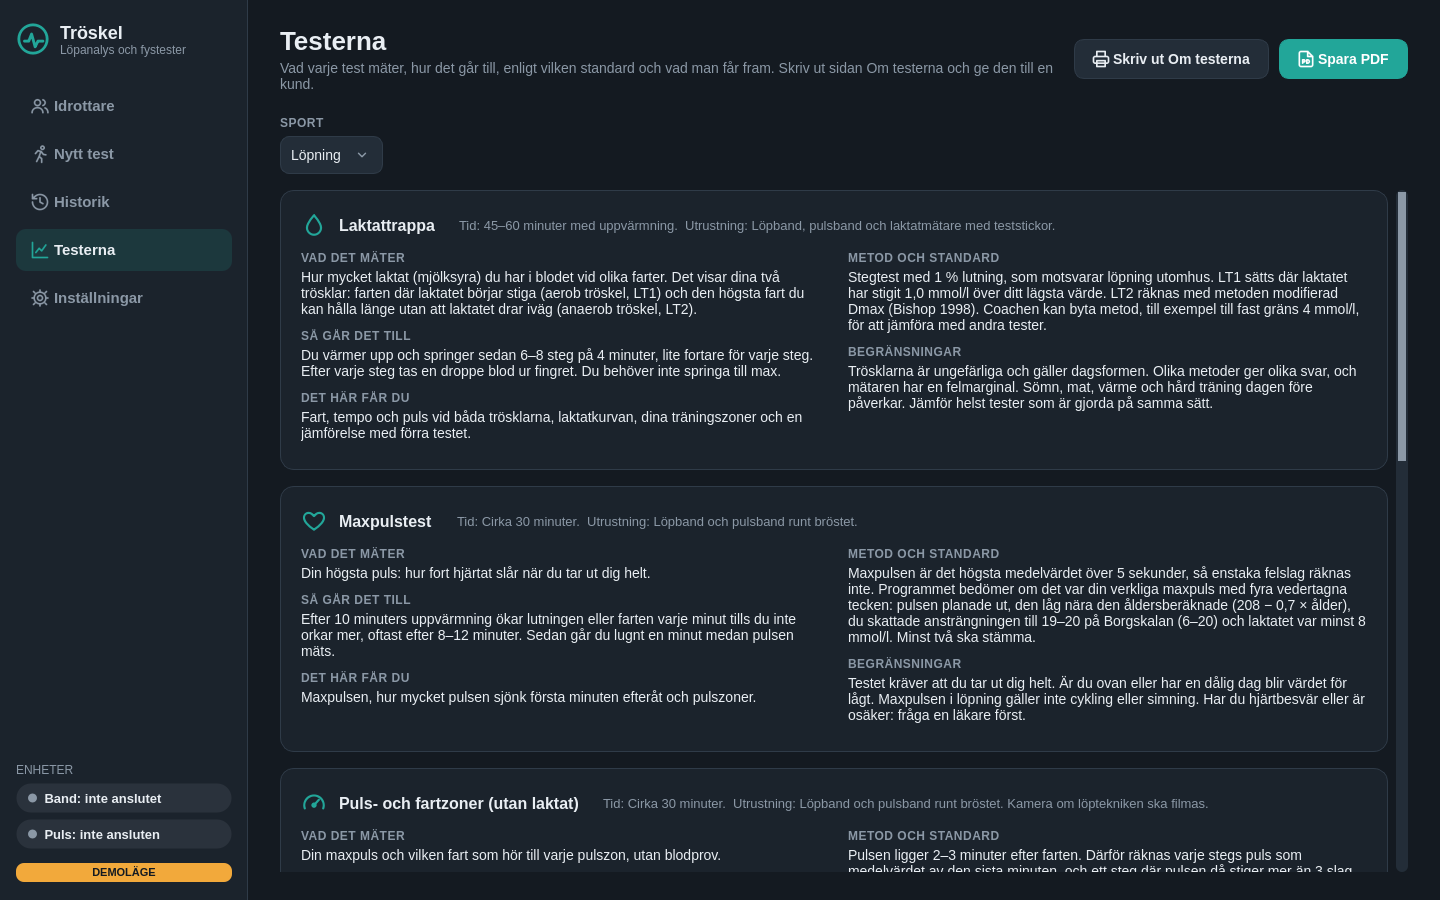 Tröskel
Löpanalys och fystester
Idrottare
Nytt test
Historik
Testerna
Inställningar
ENHETER
Band: inte anslutet
Puls: inte ansluten
DEMOLÄGE
Testerna
Vad varje test mäter, hur det går till, enligt vilken standard och vad man får fram. Skriv ut sidan Om testerna och ge den till en
kund.
Skriv ut Om testerna
Spara PDF
SPORT
Löpning
Laktattrappa
Tid: 45–60 minuter med uppvärmning. Utrustning: Löpband, pulsband och laktatmätare med teststickor.
VAD DET MÄTER
Hur mycket laktat (mjölksyra) du har i blodet vid olika farter. Det visar dina två
trösklar: farten där laktatet börjar stiga (aerob tröskel, LT1) och den högsta fart du
kan hålla länge utan att laktatet drar iväg (anaerob tröskel, LT2).
SÅ GÅR DET TILL
Du värmer upp och springer sedan 6–8 steg på 4 minuter, lite fortare för varje steg.
Efter varje steg tas en droppe blod ur fingret. Du behöver inte springa till max.
DET HÄR FÅR DU
Fart, tempo och puls vid båda trösklarna, laktatkurvan, dina träningszoner och en
jämförelse med förra testet.
METOD OCH STANDARD
Stegtest med 1 % lutning, som motsvarar löpning utomhus. LT1 sätts där laktatet
har stigit 1,0 mmol/l över ditt lägsta värde. LT2 räknas med metoden modifierad
Dmax (Bishop 1998). Coachen kan byta metod, till exempel till fast gräns 4 mmol/l,
för att jämföra med andra tester.
BEGRÄNSNINGAR
Trösklarna är ungefärliga och gäller dagsformen. Olika metoder ger olika svar, och
mätaren har en felmarginal. Sömn, mat, värme och hård träning dagen före
påverkar. Jämför helst tester som är gjorda på samma sätt.
Maxpulstest
Tid: Cirka 30 minuter. Utrustning: Löpband och pulsband runt bröstet.
VAD DET MÄTER
Din högsta puls: hur fort hjärtat slår när du tar ut dig helt.
SÅ GÅR DET TILL
Efter 10 minuters uppvärmning ökar lutningen eller farten varje minut tills du inte
orkar mer, oftast efter 8–12 minuter. Sedan går du lugnt en minut medan pulsen
mäts.
DET HÄR FÅR DU
Maxpulsen, hur mycket pulsen sjönk första minuten efteråt och pulszoner.
METOD OCH STANDARD
Maxpulsen är det högsta medelvärdet över 5 sekunder, så enstaka felslag räknas
inte. Programmet bedömer om det var din verkliga maxpuls med fyra vedertagna
tecken: pulsen planade ut, den låg nära den åldersberäknade (208 − 0,7 × ålder),
du skattade ansträngningen till 19–20 på Borgskalan (6–20) och laktatet var minst 8
mmol/l. Minst två ska stämma.
BEGRÄNSNINGAR
Testet kräver att du tar ut dig helt. Är du ovan eller har en dålig dag blir värdet för
lågt. Maxpulsen i löpning gäller inte cykling eller simning. Har du hjärtbesvär eller är
osäker: fråga en läkare först.
Puls- och fartzoner (utan laktat)
Tid: Cirka 30 minuter. Utrustning: Löpband och pulsband runt bröstet. Kamera om löptekniken ska filmas.
VAD DET MÄTER
Din maxpuls och vilken fart som hör till varje pulszon, utan blodprov.
METOD OCH STANDARD
Pulsen ligger 2–3 minuter efter farten. Därför räknas varje stegs puls som
medelvärdet av den sista minuten, och ett steg där pulsen då stiger mer än 3 slag